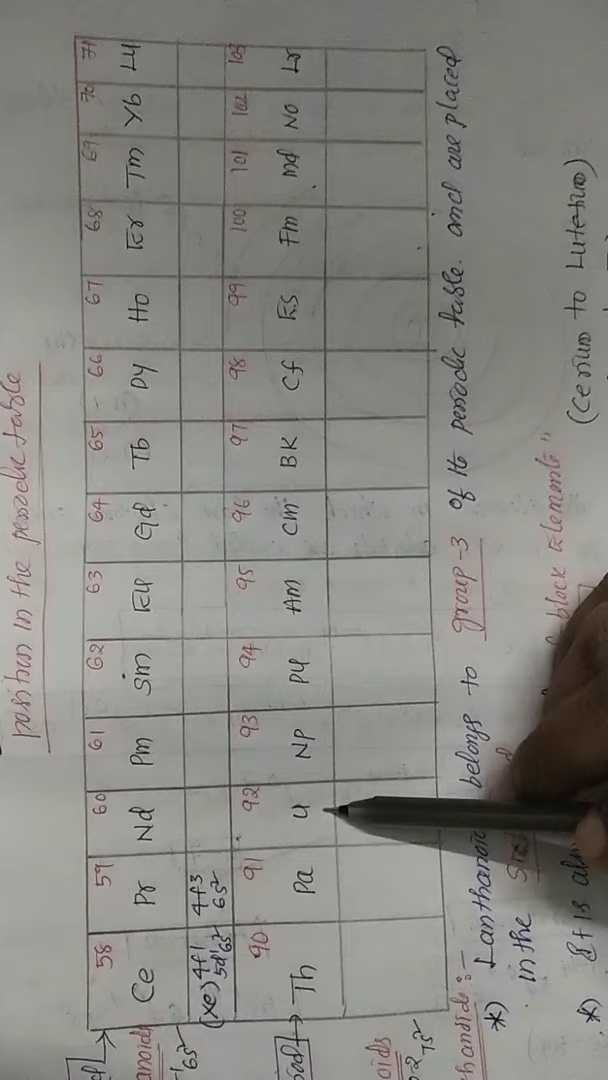 position in the periodic table
58 59 60 61 62 63 64 65 66 67 68 69 70 71
Ce Pr Nd Pm Sm Eu Gd Tb Dy Ho Er Tm Yb Lu
(xe) 4f1 5d1 6s2 4f3 6s2
90 91 92 93 94 95 96 97 98 99 100 101 102 103
Th Pa U NP Pu Am Cm BK Cf Es Fm Md No Lr
belongs to group-3 of the periodic table. and are placed
in the
block Elements"
(Cerium to Lutetium)
*) It is